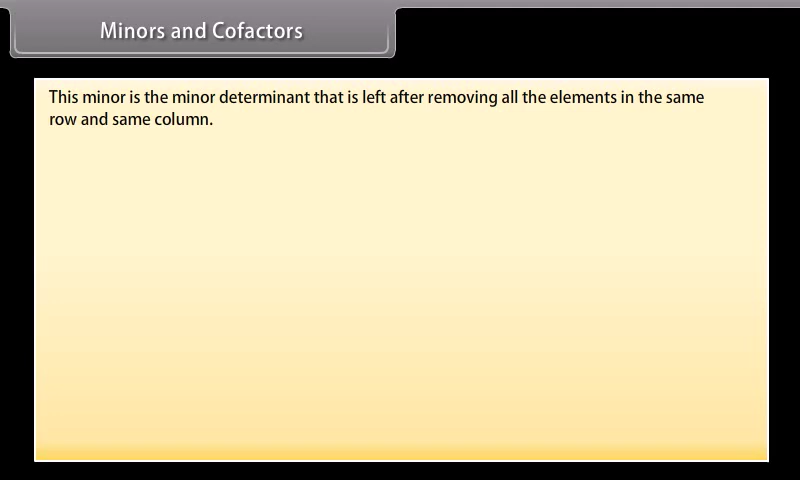 Minors and Cofactors
This minor is the minor determinant that is left after removing all the elements in the same
row and same column.